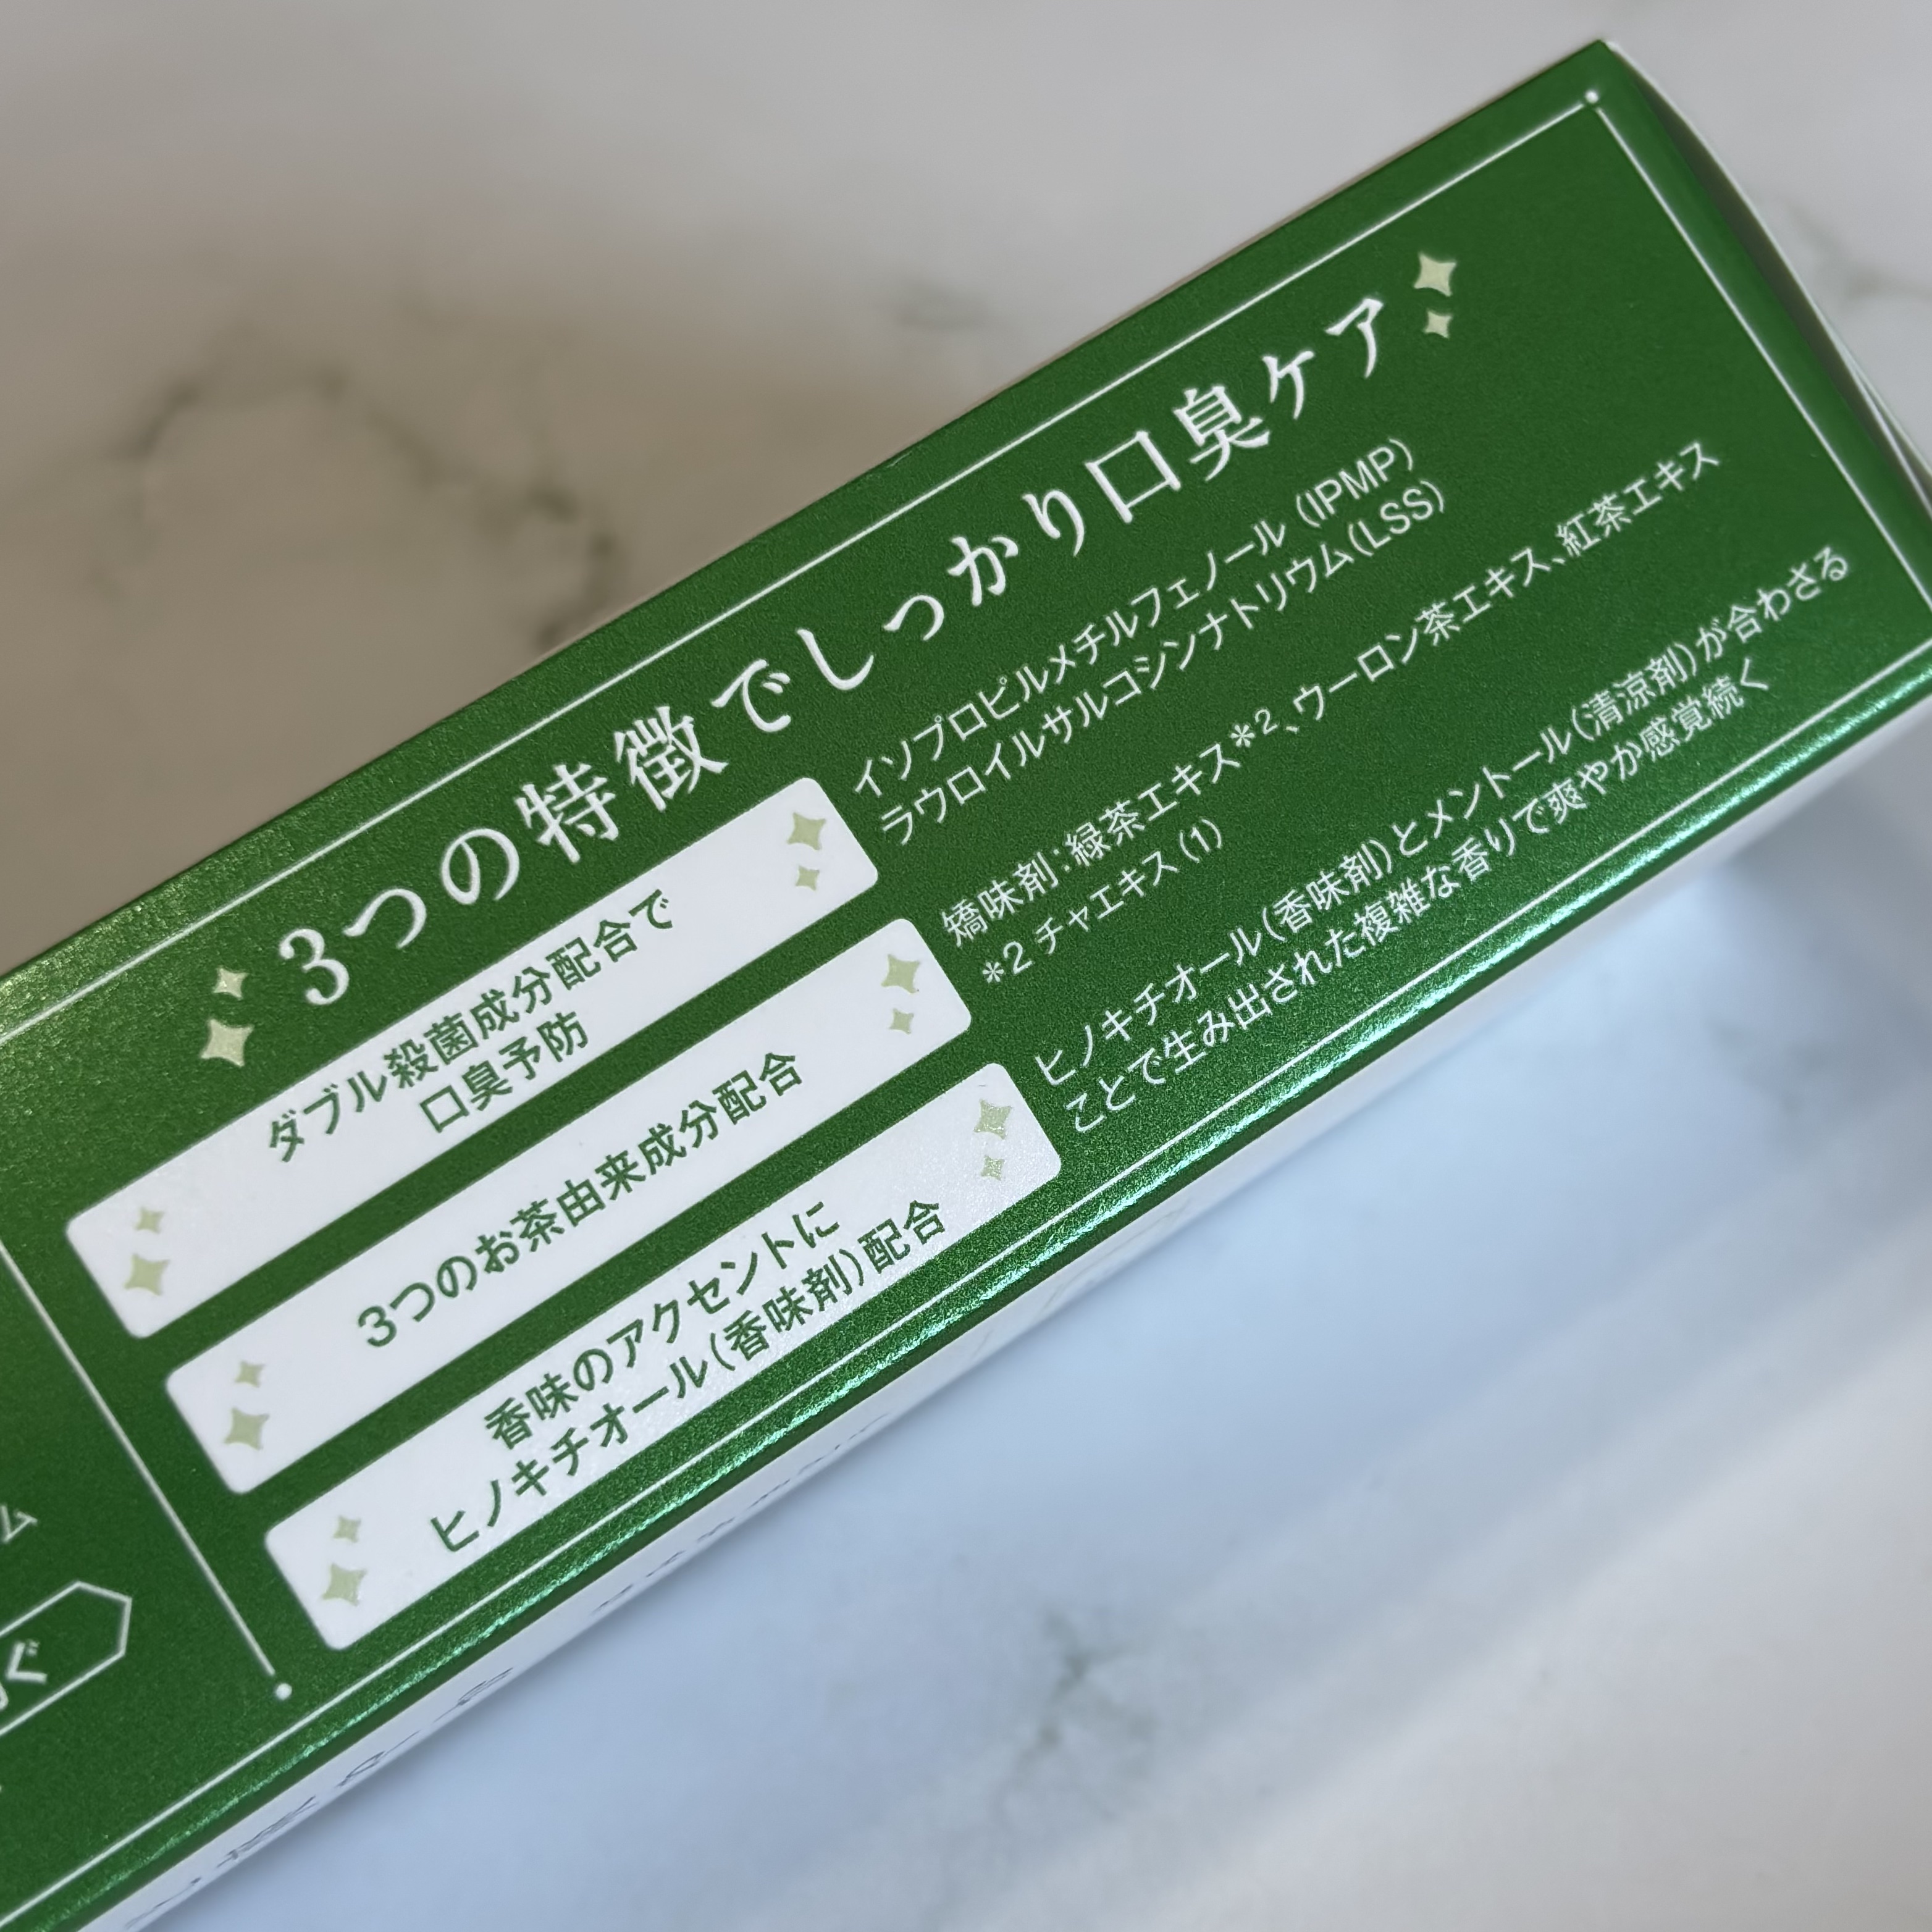 3つの特徴でしっかり口臭ケア
ダブル殺菌成分配合で
口臭予防
イソプロピルメチルフェノール (IPMP)
ラウロイルサルコシンナトリウム(LSS)
3つのお茶由来成分配合
矯味剤：緑茶エキス*2、ウーロン茶エキス、紅茶エキス
*2 チャエキス(1)
香味のアクセントに
ヒノキチオール(香味剤)配合
ヒノキチオール(香味剤)とメントール(清涼剤)が合わさる
ことで生み出された複雑な香りで爽やか感覚続く
ム
ぐ